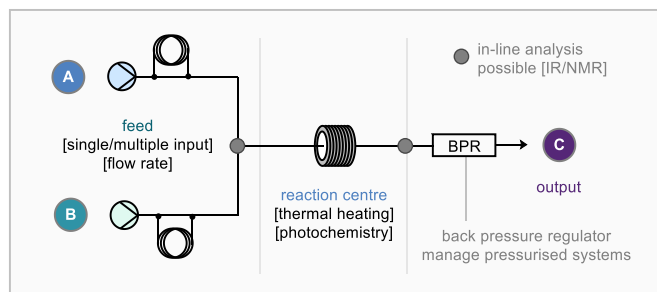 A
feed
[single/multiple input]
[flow rate]
B
reaction centre
[thermal heating]
[photochemistry]
in-line analysis
possible [IR/NMR]
BPR
C
output
back pressure regulator
manage pressurised systems